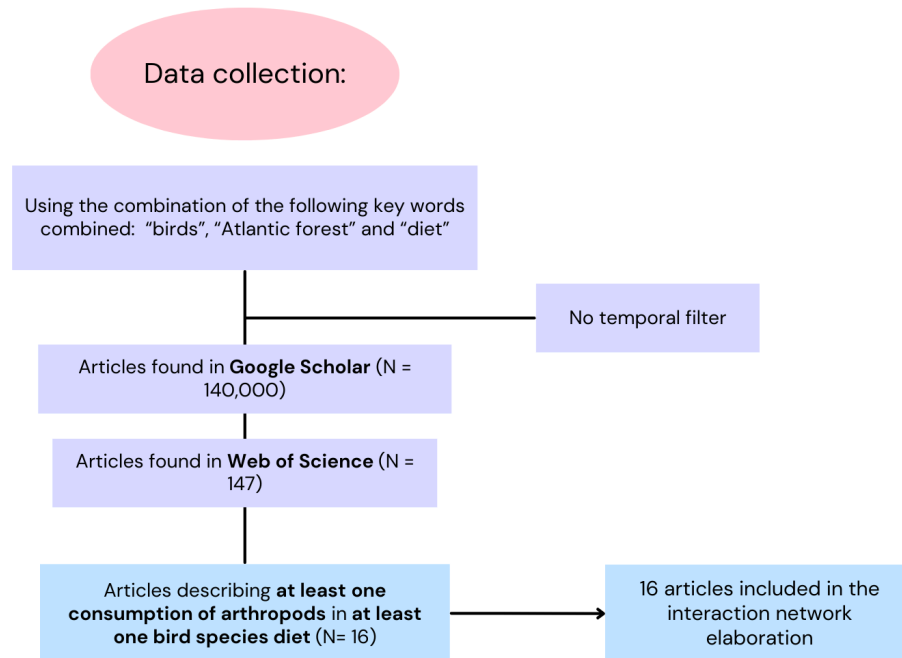 Data collection:
Using the combination of the following key words
combined: “birds”, “Atlantic forest” and “diet”
No temporal filter
Articles found in Google Scholar (N =
140,000)
Articles found in Web of Science (N =
147)
Articles describing at least one
consumption of arthropods in at least
one bird species diet (N= 16)
16 articles included in the
interaction network
elaboration